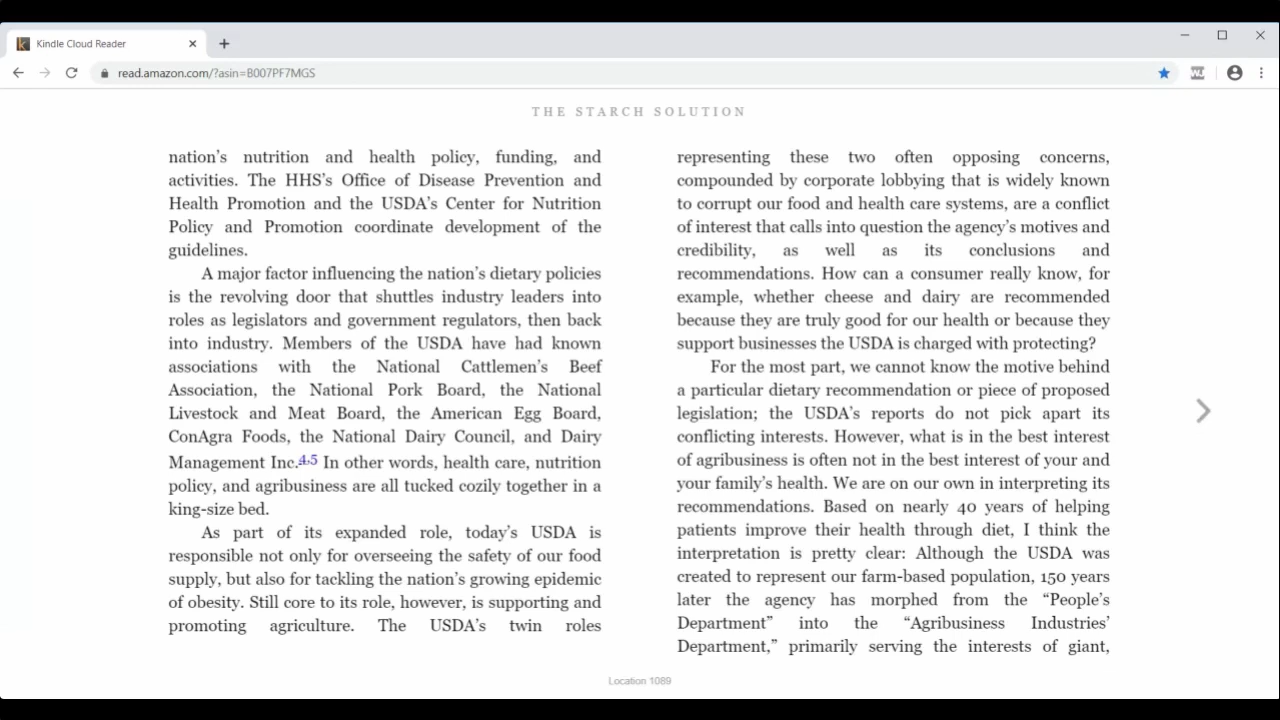 Kindle Cloud Reader
read.amazon.com/?asin=B007PF7MGS
THE STARCH SOLUTION
nation’s nutrition and health policy, funding, and
activities. The HHS’s Office of Disease Prevention and
Health Promotion and the USDA’s Center for Nutrition
Policy and Promotion coordinate development of the
guidelines.
A major factor influencing the nation’s dietary policies
is the revolving door that shuttles industry leaders into
roles as legislators and government regulators, then back
into industry. Members of the USDA have had known
associations with the National Cattlemen’s Beef
Association, the National Pork Board, the National
Livestock and Meat Board, the American Egg Board,
ConAgra Foods, the National Dairy Council, and Dairy
Management Inc.4,5 In other words, health care, nutrition
policy, and agribusiness are all tucked cozily together in a
king-size bed.
As part of its expanded role, today’s USDA is
responsible not only for overseeing the safety of our food
supply, but also for tackling the nation’s growing epidemic
of obesity. Still core to its role, however, is supporting and
promoting agriculture. The USDA’s twin roles
representing these two often opposing concerns,
compounded by corporate lobbying that is widely known
to corrupt our food and health care systems, are a conflict
of interest that calls into question the agency’s motives and
credibility, as well as its conclusions and
recommendations. How can a consumer really know, for
example, whether cheese and dairy are recommended
because they are truly good for our health or because they
support businesses the USDA is charged with protecting?
For the most part, we cannot know the motive behind
a particular dietary recommendation or piece of proposed
legislation; the USDA’s reports do not pick apart its
conflicting interests. However, what is in the best interest
of agribusiness is often not in the best interest of your and
your family’s health. We are on our own in interpreting its
recommendations. Based on nearly 40 years of helping
patients improve their health through diet, I think the
interpretation is pretty clear: Although the USDA was
created to represent our farm-based population, 150 years
later the agency has morphed from the “People’s
Department” into the “Agribusiness Industries’
Department,” primarily serving the interests of giant,
Location 1089